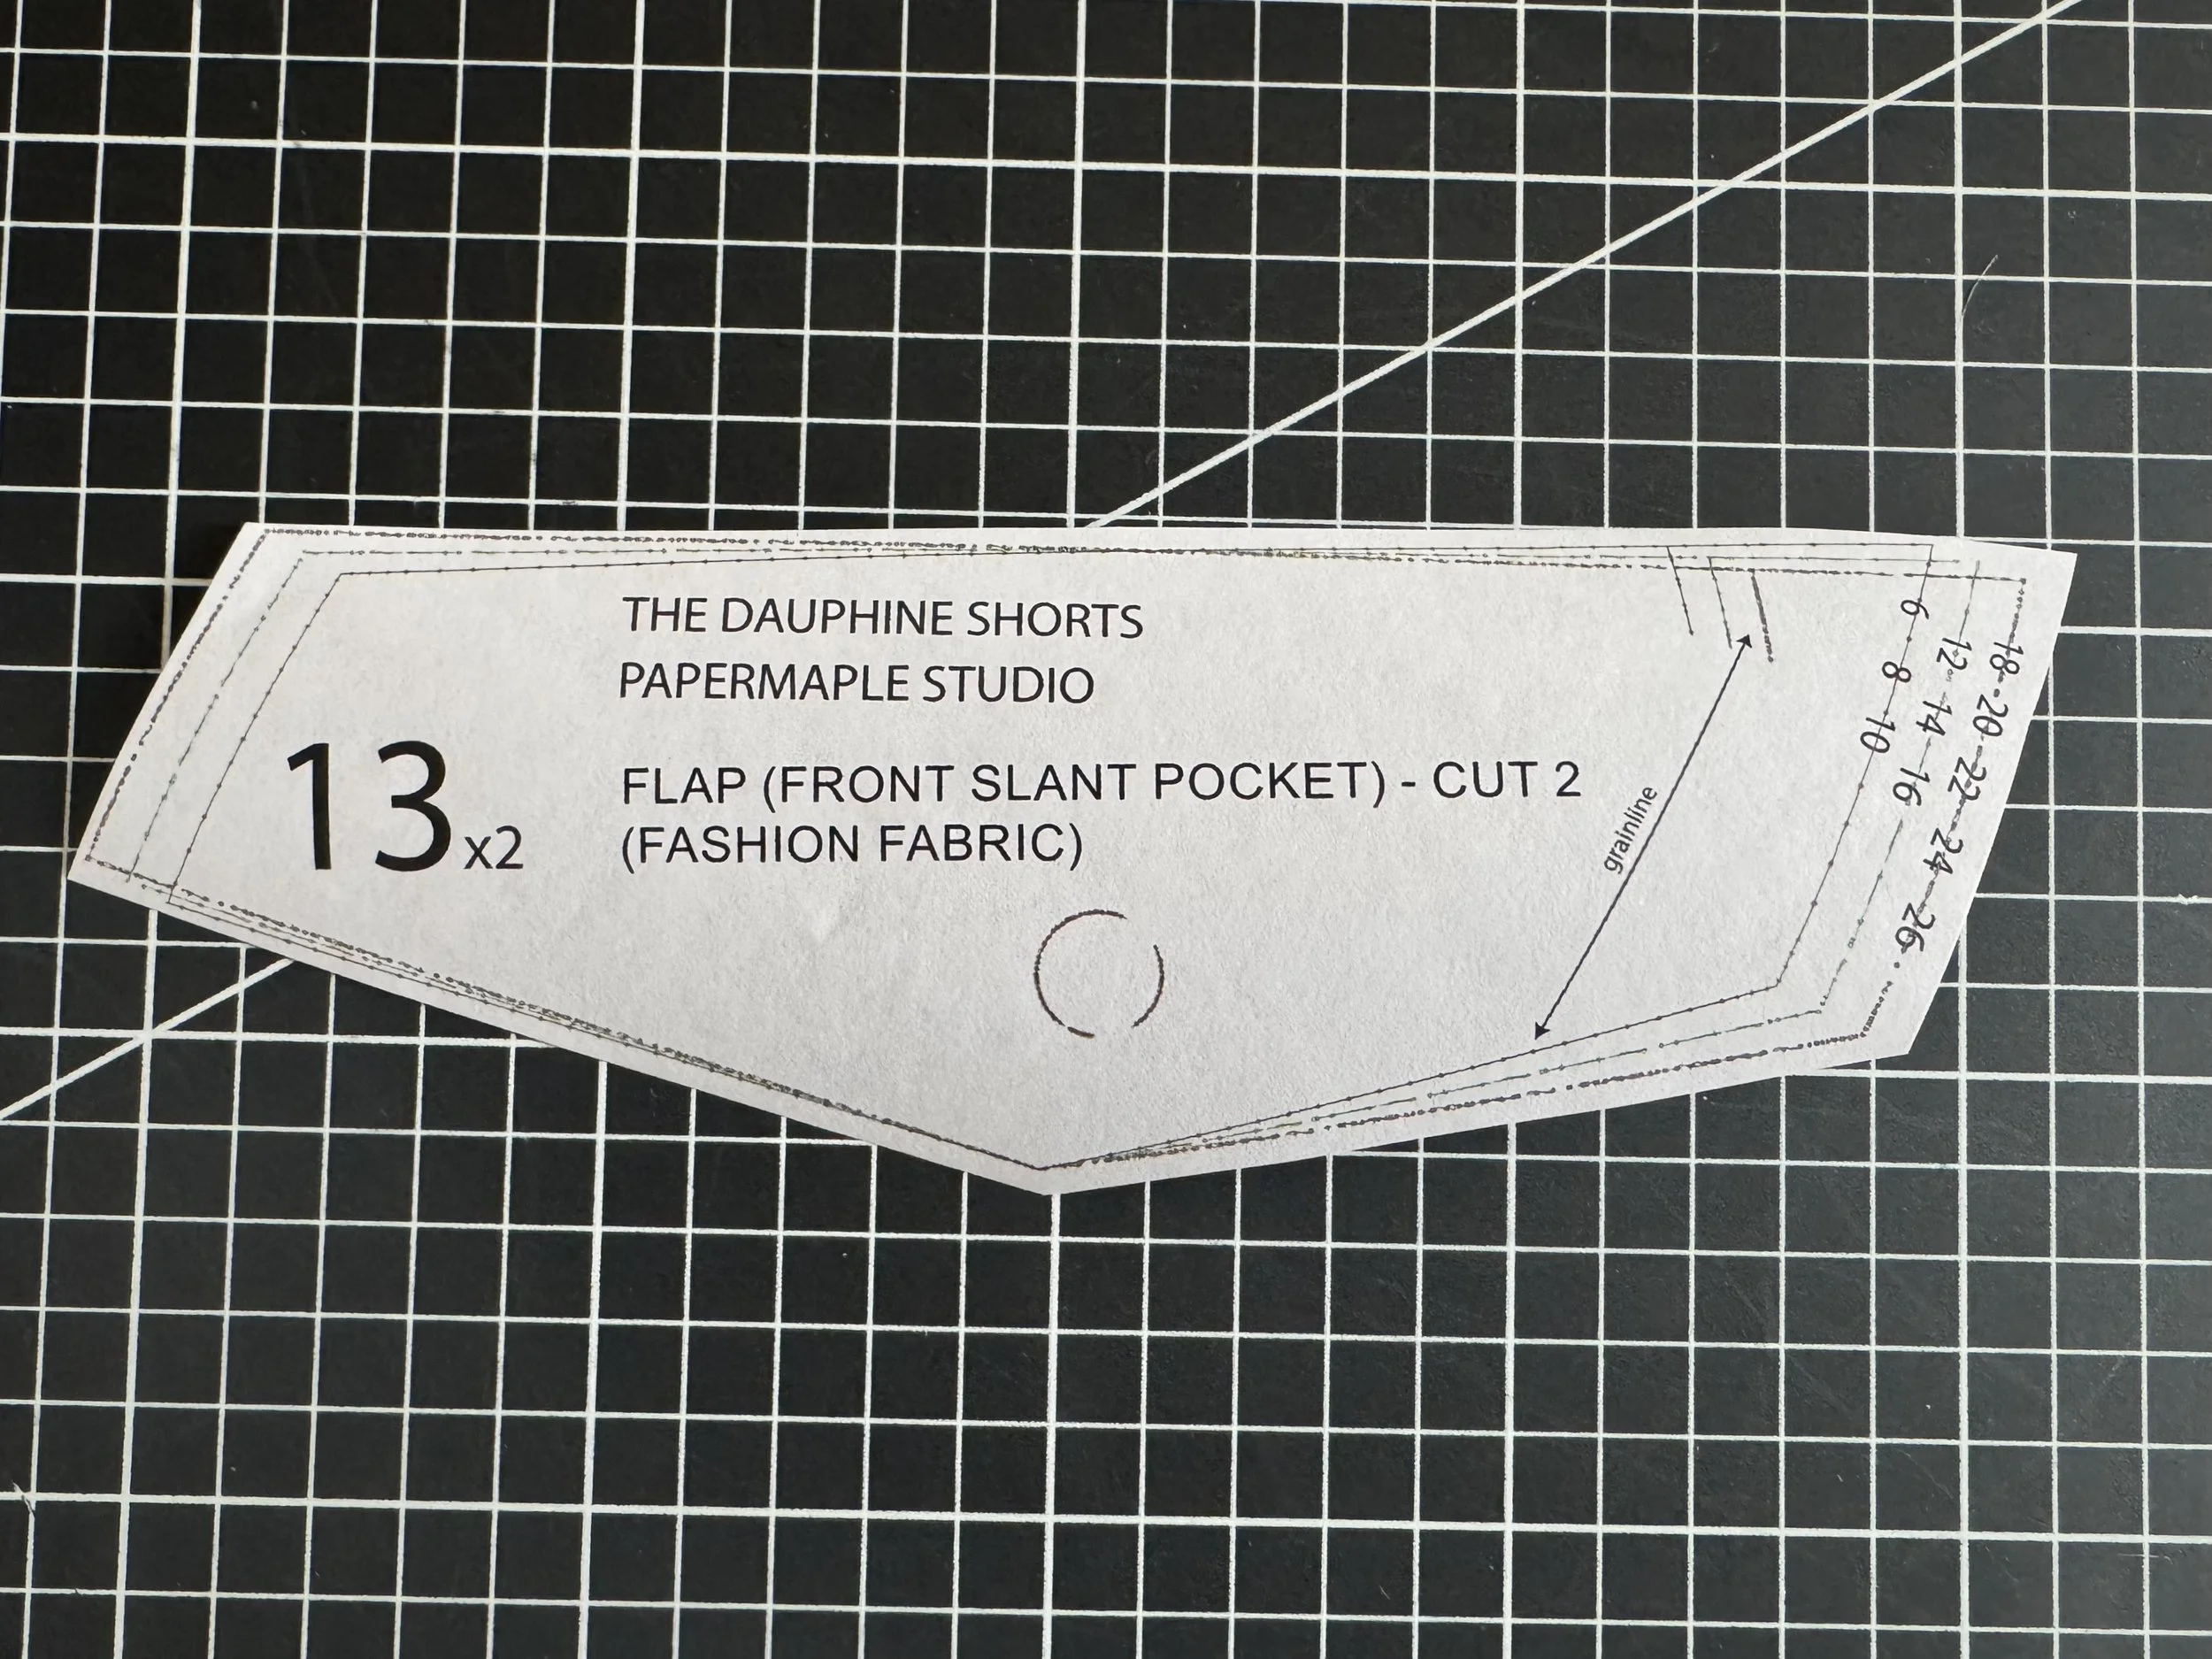 THE DAUPHINE SHORTS
PAPERMAPLE STUDIO
13x2
FLAP (FRONT SLANT POCKET) - CUT 2
(FASHION FABRIC)
grainline
6 8 10
12 14 16
18 20 22 24 26